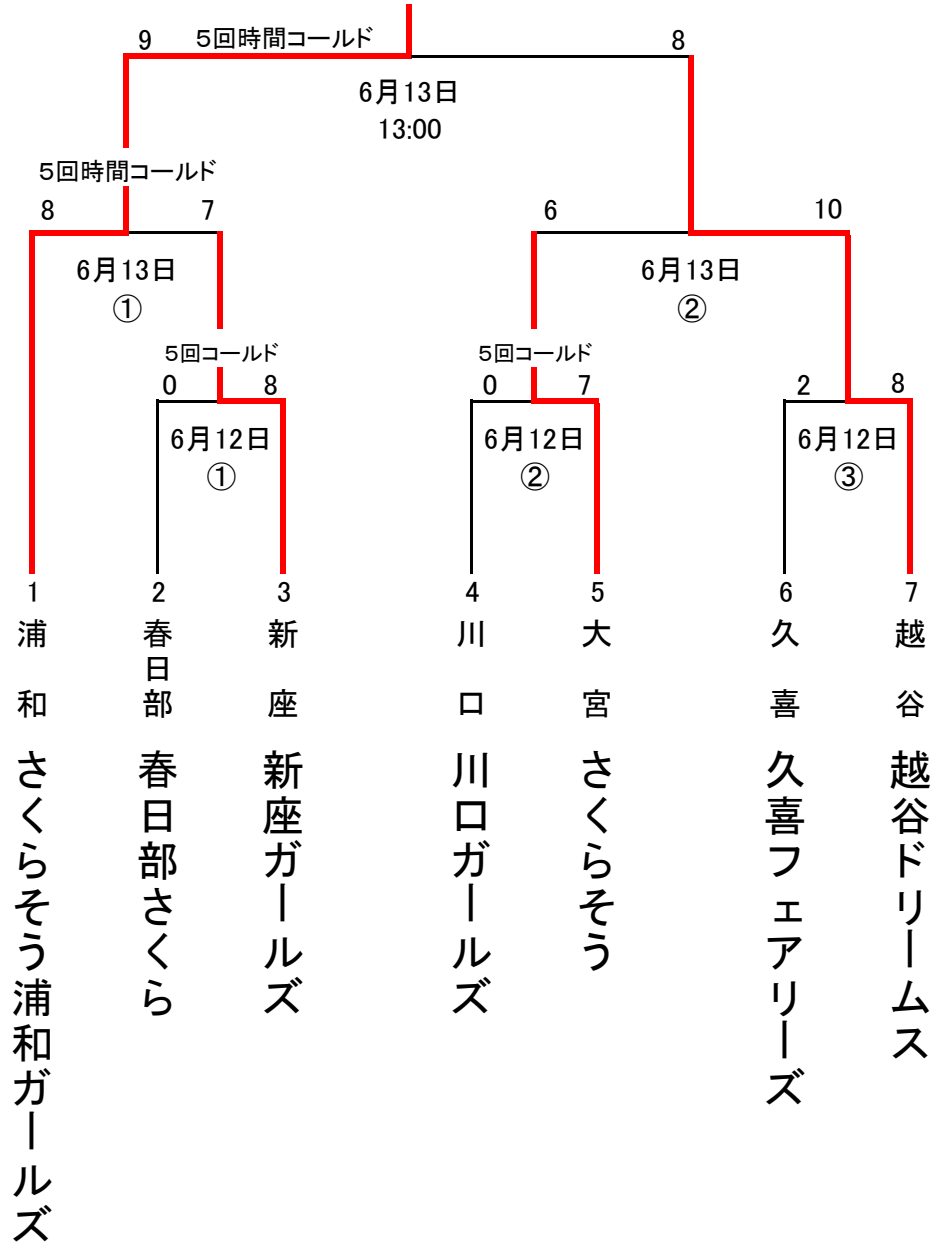 9 5回時間コールド 8
6月13日
13:00
5回時間コールド
8 7 6 10
6月13日 6月13日
① ②
5回コールド 5回コールド
0 8 0 7 2 8
6月12日 6月12日 6月12日
① ② ③
1 2 3 4 5 6 7
浦和
春日部
新座
川口
大宮
久喜
越谷
さくらそう浦和ガールズ
春日部さくら
新座ガールズ
川口ガールズ
さくらそう
久喜フェアリーズ
越谷ドリームス